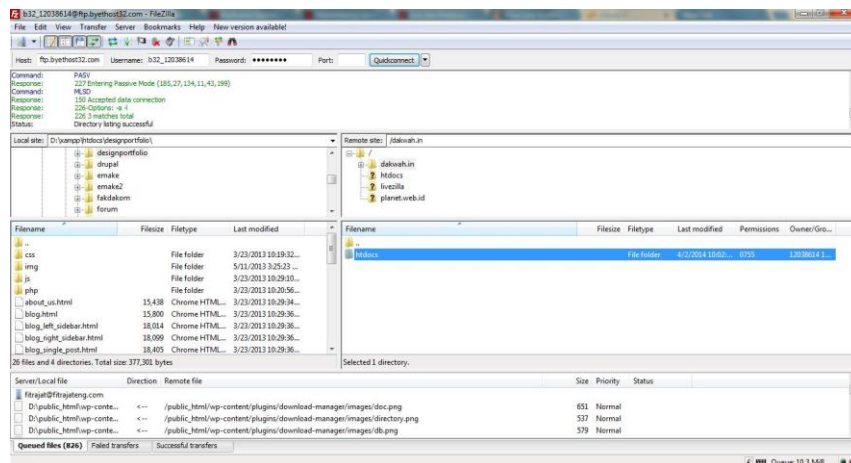 b32_12038614@ftp.byethost32.com - FileZilla
File Edit View Transfer Server Bookmarks Help New version available!
Host: ftp.byethost32.com Username: b32_12038614 Password: •••••••• Port: Quickconnect
Command: PASV
Response: 227 Entering Passive Mode (185,27,134,11,43,199)
Command: MLSD
Response: 150 Accepted data connection
Response: 226-Options: -a -l
Response: 226 3 matches total
Status: Directory listing successful
Local site: D:\xampp\htdocs\designportfolio\
Remote site: /dakwah.in
designportfolio
drupal
emake
emake2
fakdakom
forum
/
dakwah.in
htdocs
livezilla
planet.web.id
Filename Filesize Filetype Last modified
..
css File folder 3/23/2013 10:19:32...
img File folder 5/11/2013 3:25:23 ...
js File folder 3/23/2013 10:29:10...
php File folder 3/23/2013 10:20:56...
about_us.html 15,438 Chrome HTML... 3/23/2013 10:29:34...
blog.html 15,800 Chrome HTML... 3/23/2013 10:29:36...
blog_left_sidebar.html 18,014 Chrome HTML... 3/23/2013 10:29:36...
blog_right_sidebar.html 18,099 Chrome HTML... 3/23/2013 10:29:36...
blog_single_post.html 18,405 Chrome HTML... 3/23/2013 10:29:36...
26 files and 4 directories. Total size: 377,301 bytes
Filename Filesize Filetype Last modified Permissions Owner/Gro...
..
htdocs File folder 4/2/2014 10:02:... 0755 12038614 1...
Selected 1 directory.
Server/Local file Direction Remote file Size Priority Status
fitrajat@fitrajateng.com
D:\public_html\wp-conte... <-- /public_html/wp-content/plugins/download-manager/images/doc.png 651 Normal
D:\public_html\wp-conte... <-- /public_html/wp-content/plugins/download-manager/images/directory.png 537 Normal
D:\public_html\wp-conte... <-- /public_html/wp-content/plugins/download-manager/images/db.png 579 Normal
Queued files (826) Failed transfers Successful transfers
Queue: 10.3 MiB